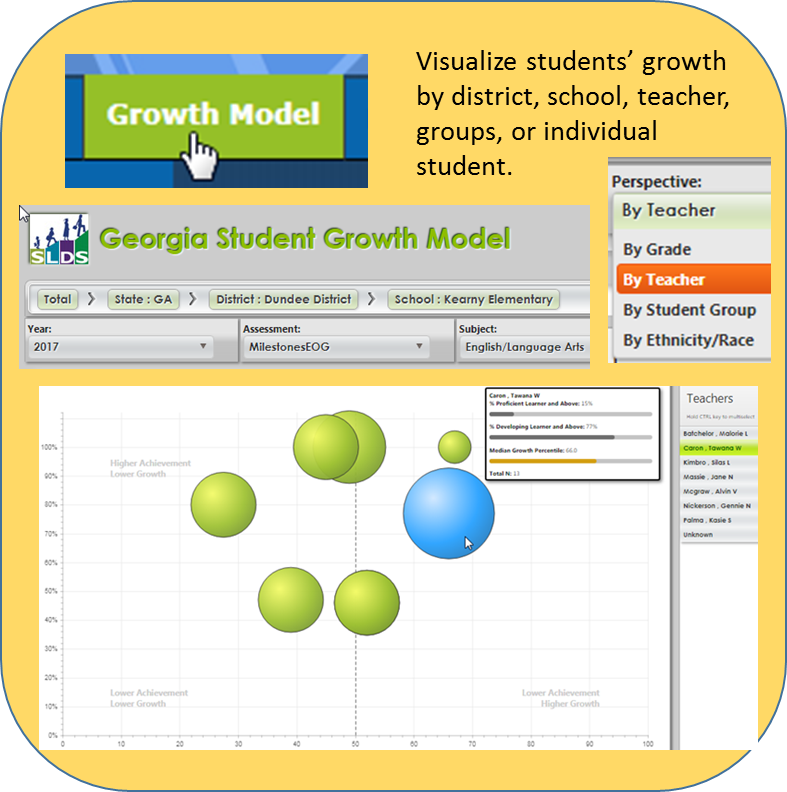 Growth Model
Visualize students’ growth
by district, school, teacher,
groups, or individual
student.
Perspective:
By Teacher
By Grade
By Teacher
By Student Group
By Ethnicity/Race
SLDS
Georgia Student Growth Model
Total
State : GA
District : Dundee District
School : Kearny Elementary
Year:
2017
Assessment:
MilestonesEOG
Subject:
English/Language Arts
Caron , Tawana W
% Proficient Learner and Above: 15%
% Developing Learner and Above: 77%
Median Growth Percentile: 66.0
Total N: 13
Teachers
Hold CTRL key to multiselect
Batchelor , Malorie L
Caron , Tawana W
Kimbro , Silas L
Massie , Jane N
Mcgraw , Alvin V
Nickerson , Gennie N
Palma , Kasie S
Unknown
Higher Achievement
Lower Growth
Lower Achievement
Lower Growth
Lower Achievement
Higher Growth
100%
90%
80%
70%
60%
50%
40%
30%
20%
10%
0%
0 10 20 30 40 50 60 70 80 90 100